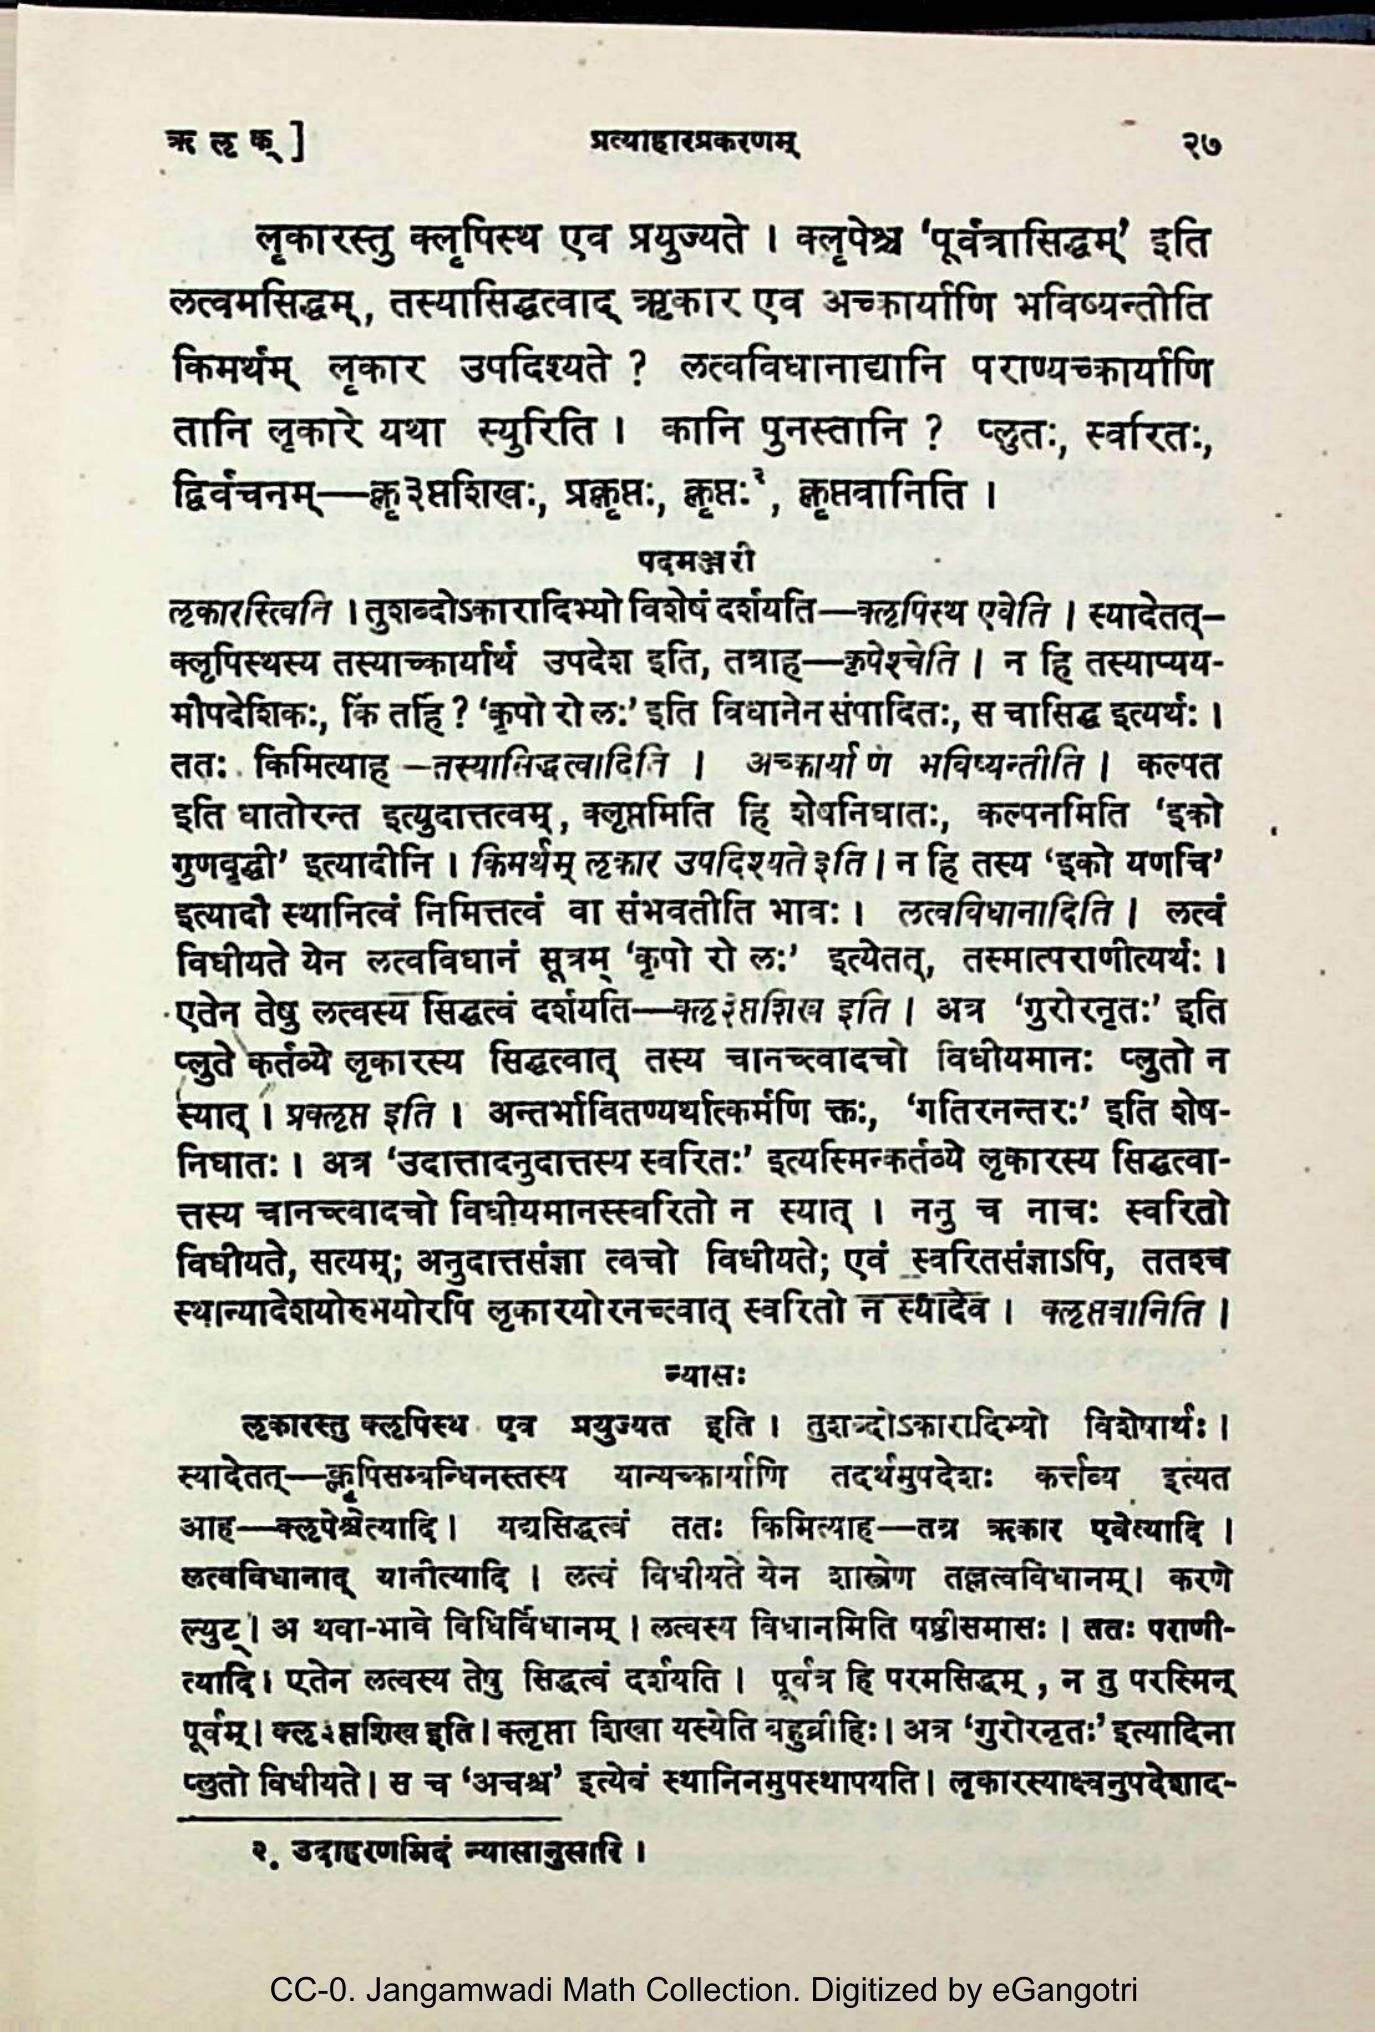 ऋ ऌ क् ]
प्रत्याहारप्रकरणम्
२७
लृकारस्तु क्लृपिस्थ एव प्रयुज्यते । क्लृपेश्च ‘पूर्वत्रासिद्धम्’ इति
लत्वमसिद्धम्, तस्यासिद्धत्वाद् ऋकार एव अच्कार्याणि भविष्यन्तीति
किमर्थम् लृकार उपदिश्यते ? लत्वविधानाद्यानि पराण्यच्कार्याणि
तानि लृकारे यथा स्युरिति । कानि पुनस्तानि ? प्लुतः, स्वरितः,
द्विर्वचनम्—क्लृ३प्तशिखः, प्रक्लृप्तः, क्लृप्तः२, क्लृप्तवानिति ।
पदमञ्जरी
लृकारस्त्विति । तुशब्दोऽकारादिभ्यो विशेषं दर्शयति—क्लृपिस्थ एवेति । स्यादेतत्–
क्लृपिस्थस्य तस्याच्कार्यार्थ उपदेश इति, तत्राह—कृपेश्चेति । न हि तस्याप्यय-
मौपदेशिकः, किं तर्हि ? ‘कृपो रो लः’ इति विधानेन संपादितः, स चासिद्ध इत्यर्थः ।
ततः किमित्याह –तस्यासिद्धत्वादिति । अच्कार्या णं भविष्यन्तीति । कल्पत
इति धातोरन्त इत्युदात्तत्वम्, क्लृप्तमिति हि शेषनिघातः, कल्पनमिति ‘इको
गुणवृद्धी’ इत्यादीनि । किमर्थम् लृकार उपदिश्यते इति । न हि तस्य ‘इको यणचि’
इत्यादौ स्थानित्वं निमित्तत्वं वा संभवतीति भावः । लत्वविधानादिति । लत्वं
विधीयते येन लत्वविधानं सूत्रम् ‘कृपो रो लः’ इत्येतत्, तस्मात्पराणीत्यर्थः ।
एतेन तेषु लत्वस्य सिद्धत्वं दर्शयति—क्लृ३प्तशिख इति । अत्र ‘गुरोरनृतः’ इति
प्लुते कर्तव्ये लृकारस्य सिद्धत्वात् तस्य चानच्त्वादचो विधीयमानः प्लुतो न
स्यात् । प्रक्लृप्त इति । अन्तर्भावितण्यर्थात्कर्मणि क्तः, ‘गतिरनन्तरः’ इति शेष-
निघातः । अत्र ‘उदात्तादनुदात्तस्य स्वरितः’ इत्यस्मिन्कर्तव्ये लृकारस्य सिद्धत्वा-
त्तस्य चानच्त्वादचो विधीयमानस्स्वरितो न स्यात् । ननु च नाचः स्वरितो
विधीयते, सत्यम्; अनुदात्तसंज्ञा त्वचो विधीयते; एवं स्वरितसंज्ञाऽपि, ततश्च
स्थान्यादेशयोरुभयोरपि लृकारयोरनच्त्वात् स्वरितो न स्यादेव । क्लृप्तवानिति ।
न्यासः
लृकारस्तु क्लृपिस्थ एव प्रयुज्यत इति । तुशब्दोऽकारादिभ्यो विशेषार्थः ।
स्यादेतत्—क्लृपिसम्बन्धिनस्तस्य यान्यच्कार्याणि तदर्थमुपदेशः कर्त्तव्य इत्यत
आह—क्लृपेश्चेत्यादि । यद्यसिद्धत्वं ततः किमित्याह—तत्र ऋकार एवेत्यादि ।
लत्वविधानाद् यानीत्यादि । लत्वं विधीयते येन शास्त्रेण तल्लत्वविधानम् । करणे
ल्युट् । अ थवा-भावे विधिर्विधानम् । लत्वस्य विधानमिति षष्ठीसमासः । ततः पराणी-
त्यादि । एतेन लत्वस्य तेषु सिद्धत्वं दर्शयति । पूर्वत्र हि परमसिद्धम्, न तु परस्मिन्
पूर्वम् । क्लृ३प्तशिख इति । क्लृप्ता शिखा यस्येति बहुव्रीहिः । अत्र ‘गुरोरनृतः’ इत्यादिना
प्लुतो विधीयते । स च ‘अचश्च’ इत्येवं स्थानिनमुपस्थापयति । लृकारस्याक्ष्वनुपदेशाद-
२. उदाहरणमिदं न्यासानुसारि ।
CC-0. Jangamwadi Math Collection. Digitized by eGangotri